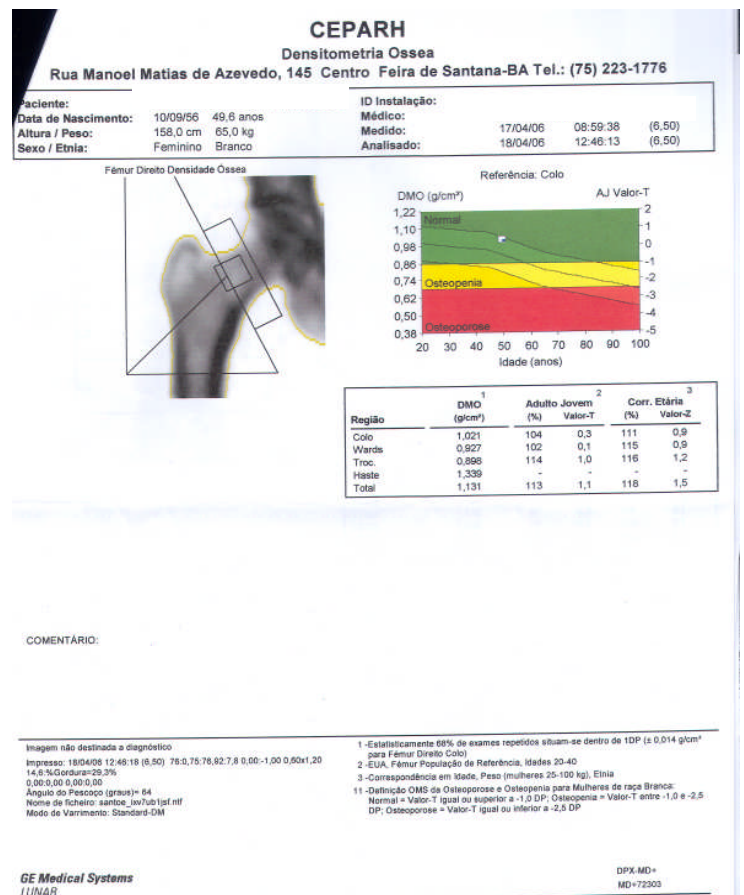 CEPARH
Densitometria Ossea
Rua Manoel Matias de Azevedo, 145 Centro Feira de Santana-BA Tel.: (75) 223-1776
Paciente:
Data de Nascimento: 10/09/56 49,6 anos
Altura / Peso: 158,0 cm 65,0 kg
Sexo / Etnia: Feminino Branco
ID Instalação:
Médico:
Medido: 17/04/06 08:59:38 (6,50)
Analisado: 18/04/06 12:46:13 (6,50)
Fémur Direito Densidade Óssea
Referência: Colo
DMO (g/cm²) AJ Valor-T
1,22 Normal 2
1,10 1
0,98 0
0,86 -1
0,74 Osteopenia -2
0,62 -3
0,50 -4
0,38 Osteoporose -5
20 30 40 50 60 70 80 90 100
Idade (anos)
1 2 3
DMO Adulto Jovem Corr. Etária
Região (g/cm²) (%) Valor-T (%) Valor-Z
Colo 1,021 104 0,3 111 0,9
Wards 0,927 102 0,1 115 0,9
Troc. 0,898 114 1,0 116 1,2
Haste 1,339 - - - -
Total 1,131 113 1,1 118 1,5
COMENTÁRIO:
Imagem não destinada a diagnóstico
Impresso: 18/04/06 12:46:18 (6,50) 76:0,75:76,82:7,8 0,00:-1,00 0,60x1,20
14,6:%Gordura=29,3%
0,00:0,00 0,00:0,00
Ângulo do Pescoço (graus)= 64
Nome de ficheiro: santoe_ixv7ub1jsf.ntf
Modo de Varrimento: Standard-DM
1 -Estatisticamente 68% de exames repetidos situam-se dentro de 1DP (± 0,014 g/cm²
para Fémur Direito Colo)
2 -EUA, Fémur População de Referência, Idades 20-40
3 -Correspondência em Idade, Peso (mulheres 25-100 kg), Etnia
11 -Definição OMS da Osteoporose e Osteopenia para Mulheres de raça Branca:
Normal = Valor-T igual ou superior a -1,0 DP; Osteopenia = Valor-T entre -1,0 e -2,5
DP; Osteoporose = Valor-T igual ou inferior a -2,5 DP
GE Medical Systems
LUNAR
DPX-MD+
MD+72303